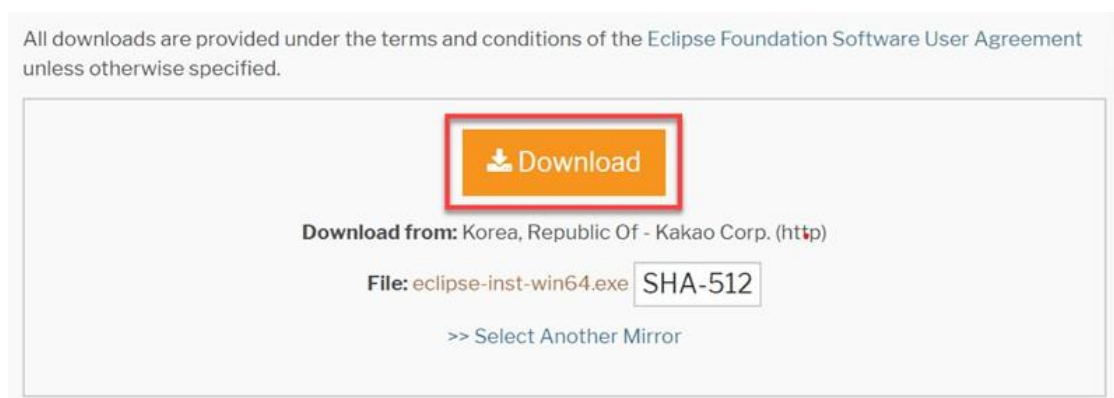 All downloads are provided under the terms and conditions of the Eclipse Foundation Software User Agreement
unless otherwise specified.
Download
Download from: Korea, Republic Of - Kakao Corp. (http)
File: eclipse-inst-win64.exe SHA-512
>> Select Another Mirror